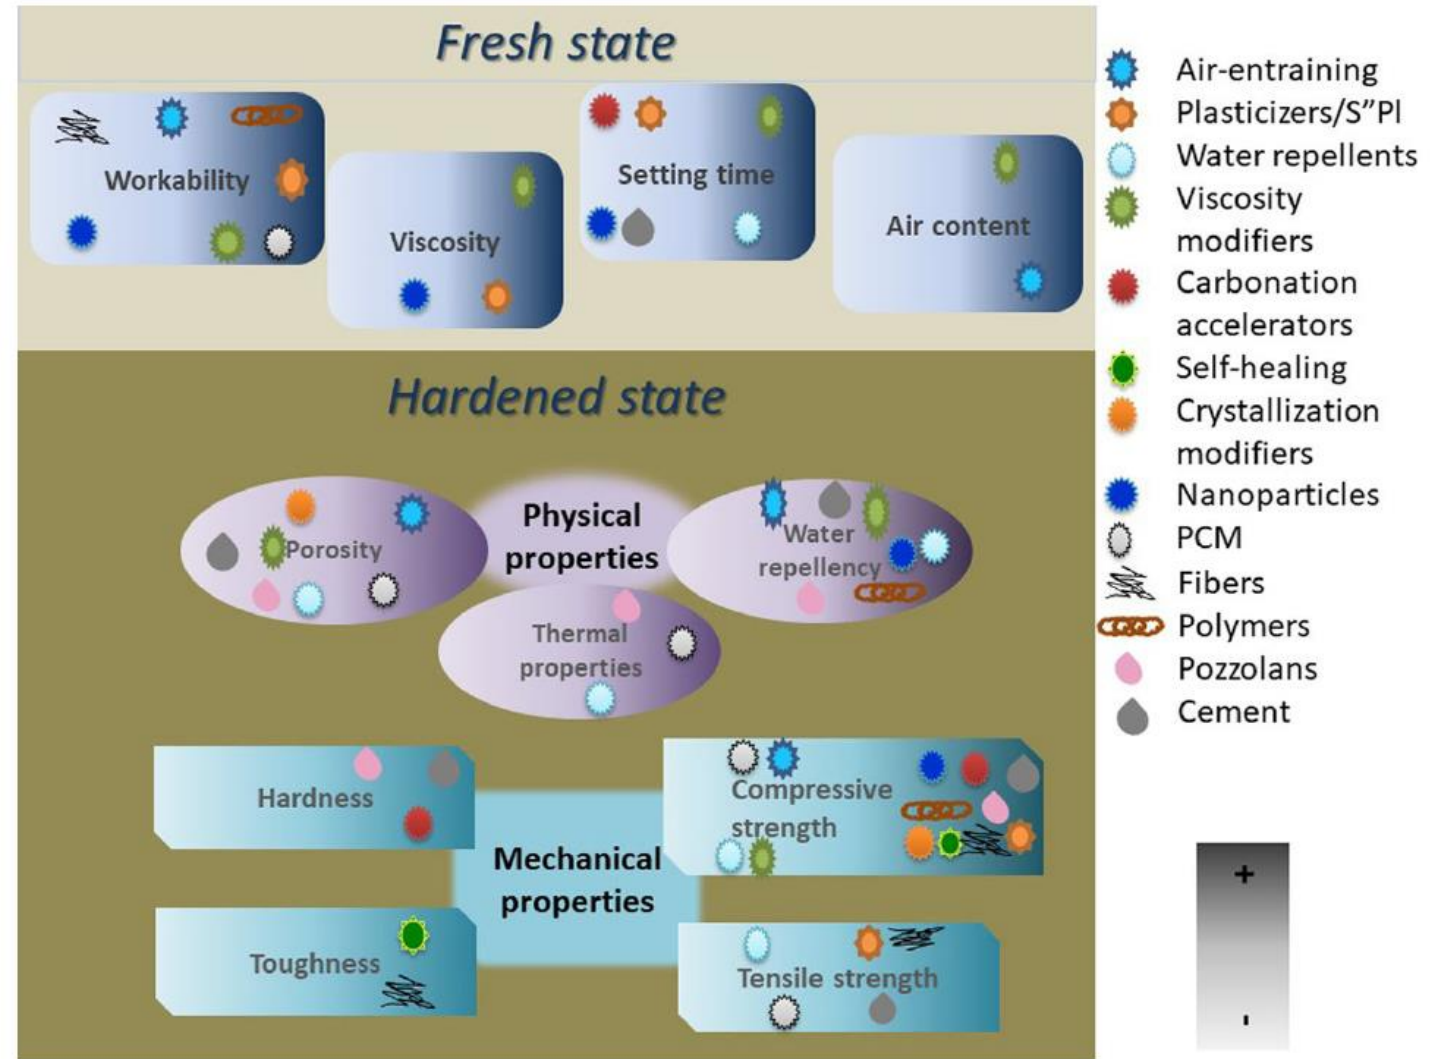 Fresh state
Workability
Viscosity
Setting time
Air content
Hardened state
Physical
properties
Porosity
Water
repellency
Thermal
properties
Hardness
Compressive
strength
Mechanical
properties
Toughness
Tensile strength
Air-entraining
Plasticizers/S”Pl
Water repellents
Viscosity
modifiers
Carbonation
accelerators
Self-healing
Crystallization
modifiers
Nanoparticles
PCM
Fibers
Polymers
Pozzolans
Cement
+
-